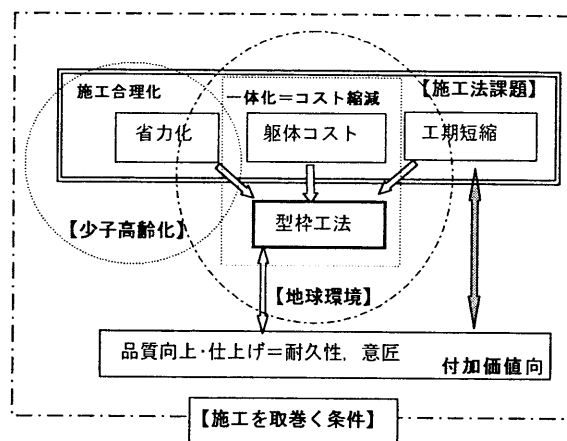 【施工法課題】
施工合理化
一体化＝コスト縮減
省力化
躯体コスト
工期短縮
型枠工法
【少子高齢化】
【地球環境】
品質向上・仕上げ＝耐久性，意匠
付加価値向
【施工を取巻く条件】